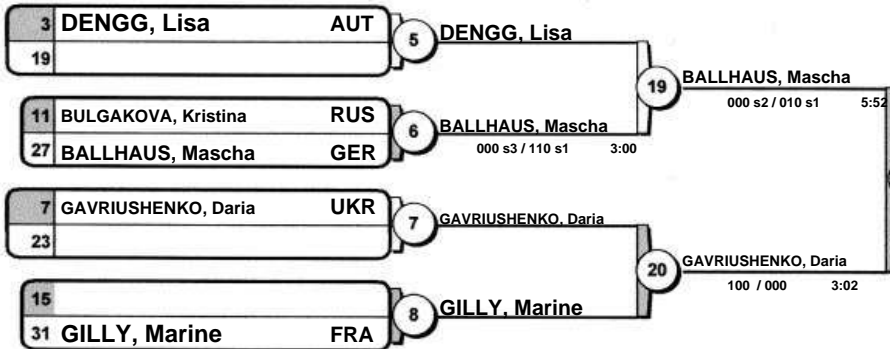 3 DENGG, Lisa AUT
19
5 DENGG, Lisa
11 BULGAKOVA, Kristina RUS
27 BALLHAUS, Mascha GER
6 BALLHAUS, Mascha
000 s3 / 110 s1 3:00
19 BALLHAUS, Mascha
000 s2 / 010 s1 5:52
7 GAVRIUSHENKO, Daria UKR
23
7 GAVRIUSHENKO, Daria
15
31 GILLY, Marine FRA
8 GILLY, Marine
20 GAVRIUSHENKO, Daria
100 / 000 3:02